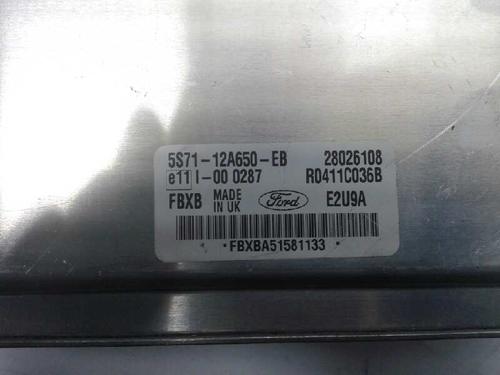 5S71-12A650-EB 28026108
e11 I-00 0287 R0411C036B
FBXB MADE IN UK Ford E2U9A
* FBXBA51581133 *